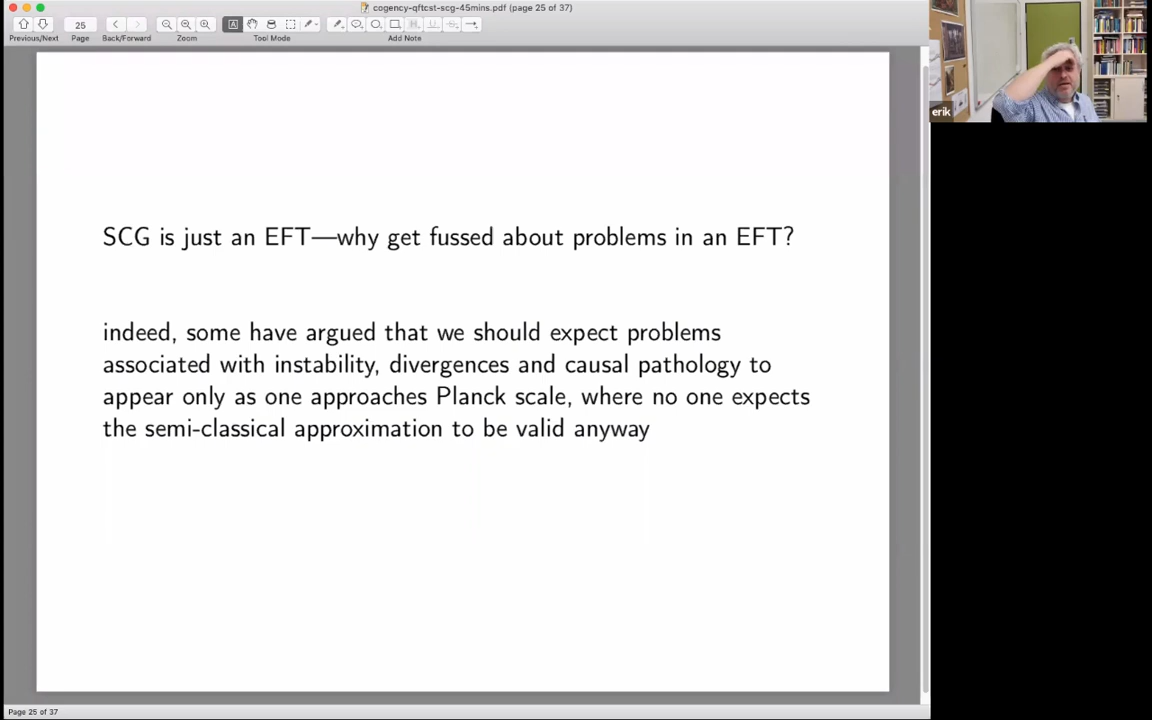 cogency-qftcst-scg-45mins.pdf (page 25 of 37)
25
Previous/Next Page Back/Forward Zoom Tool Mode Add Note
erik
SCG is just an EFT—why get fussed about problems in an EFT?
indeed, some have argued that we should expect problems
associated with instability, divergences and causal pathology to
appear only as one approaches Planck scale, where no one expects
the semi-classical approximation to be valid anyway
Page 25 of 37